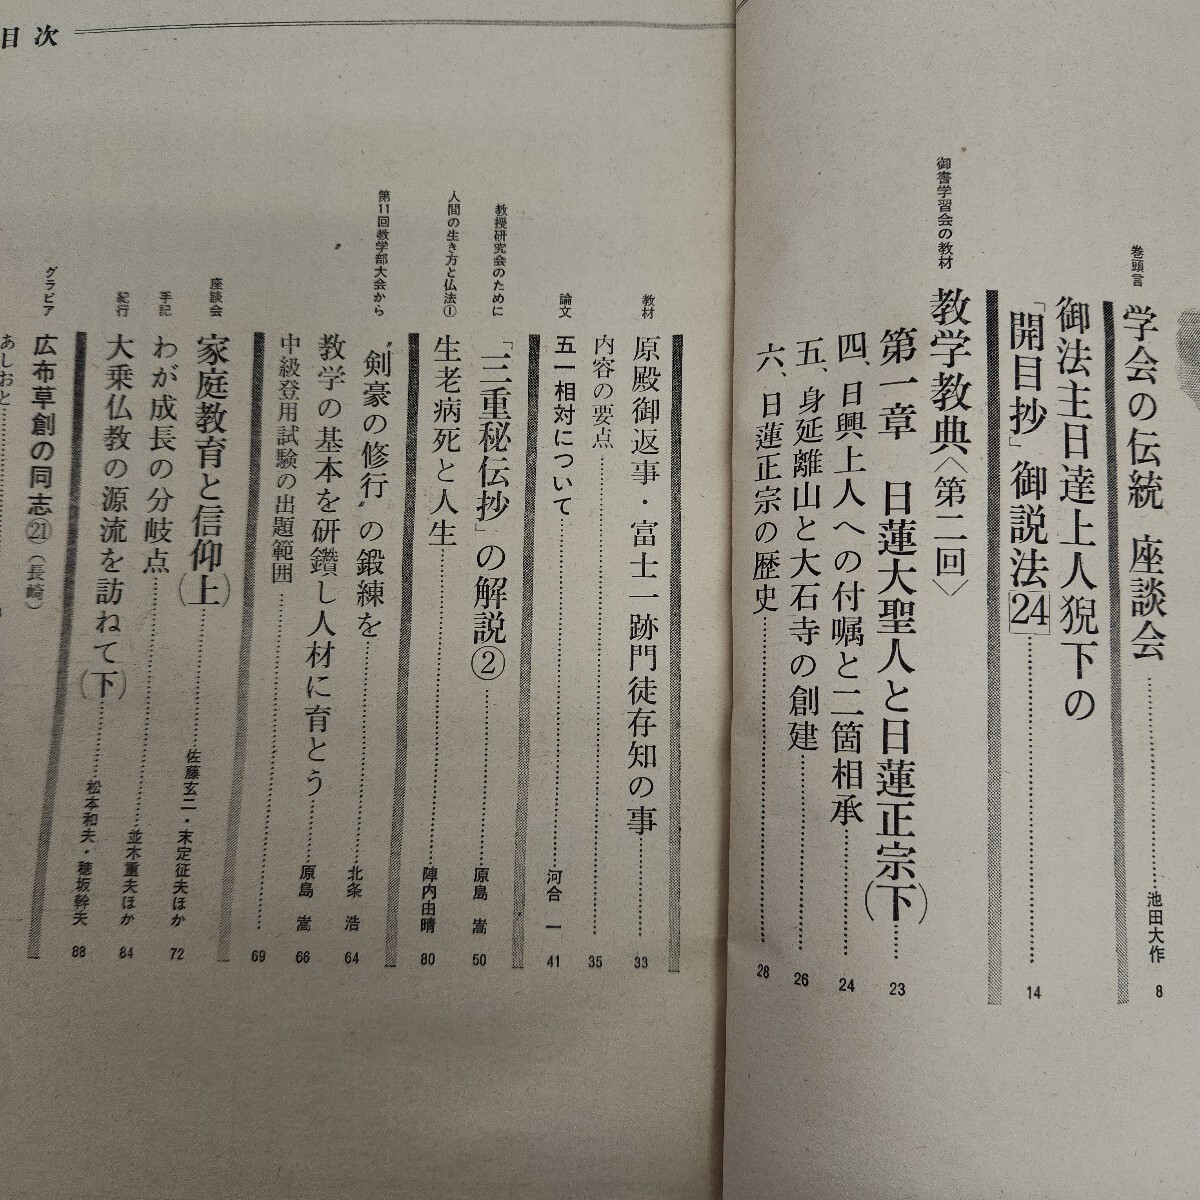 目次
巻頭言
学会の伝統 座談会……池田大作 8
御法主日達上人猊下の
「開目抄」御説法24……14
御書学習会の教材
教学教典〈第二回〉
第一章 日蓮大聖人と日蓮正宗(下)……23
四、日興上人への付嘱と二箇相承……24
五、身延離山と大石寺の創建……26
六、日蓮正宗の歴史……28
教材
原殿御返事・富士一跡門徒存知の事……33
内容の要点……35
論文
五一相対について……河合一 41
教授研究会のために
「三重秘伝抄」の解説②……原島嵩 50
人間の生き方と仏法①
生老病死と人生……陣内由晴 80
第11回教学部大会から
〝剣豪の修行〟の鍛練を……北条浩 64
教学の基本を研鑽し人材に育とう……原島嵩 66
中級登用試験の出題範囲……69
座談会
家庭教育と信仰(上)……佐藤玄二・末定征夫ほか 72
手記
わが成長の分岐点……並木重夫ほか 84
紀行
大乗仏教の源流を訪ねて(下)……松本和夫・穂坂幹夫 88
グラビア
広布草創の同志㉑(長崎)
あしおと……